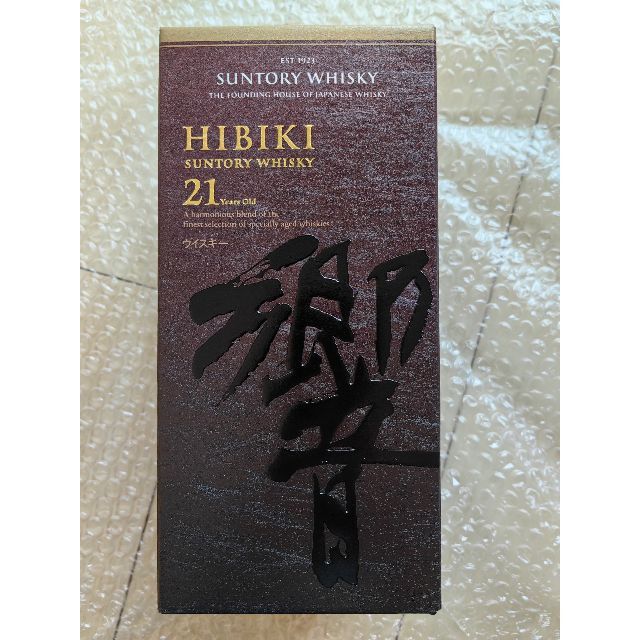 EST 1923
SUNTORY WHISKY
THE FOUNDING HOUSE OF JAPANESE WHISKY
HIBIKI
SUNTORY WHISKY
21 Years Old
A harmonious blend of the
finest selection of specially aged whiskies
ウイスキー
響